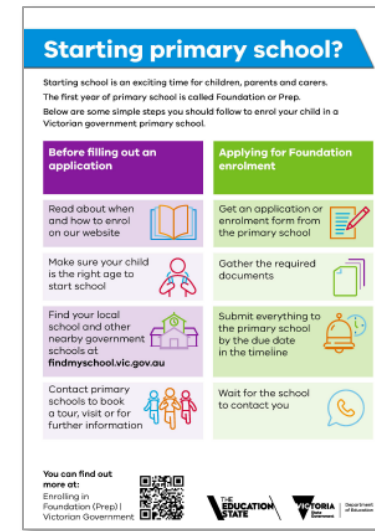 Starting primary school?
Starting school is an exciting time for children, parents and carers.
The first year of primary school is called Foundation or Prep.
Below are some simple steps you should follow to enrol your child in a
Victorian government primary school.
Before filling out an
application
Read about when
and how to enrol
on our website
Make sure your child
is the right age to
start school
Find your local
school and other
nearby government
schools at
findmyschool.vic.gov.au
Contact primary
schools to book
a tour, visit or for
further information
Applying for Foundation
enrolment
Get an application or
enrolment form from
the primary school
Gather the required
documents
Submit everything to
the primary school
by the due date
in the timeline
Wait for the school
to contact you
You can find out
more at:
Enrolling in
Foundation (Prep) |
Victorian Government
THE
EDUCATION
STATE
VICTORIA
State
Government
Department
of Education